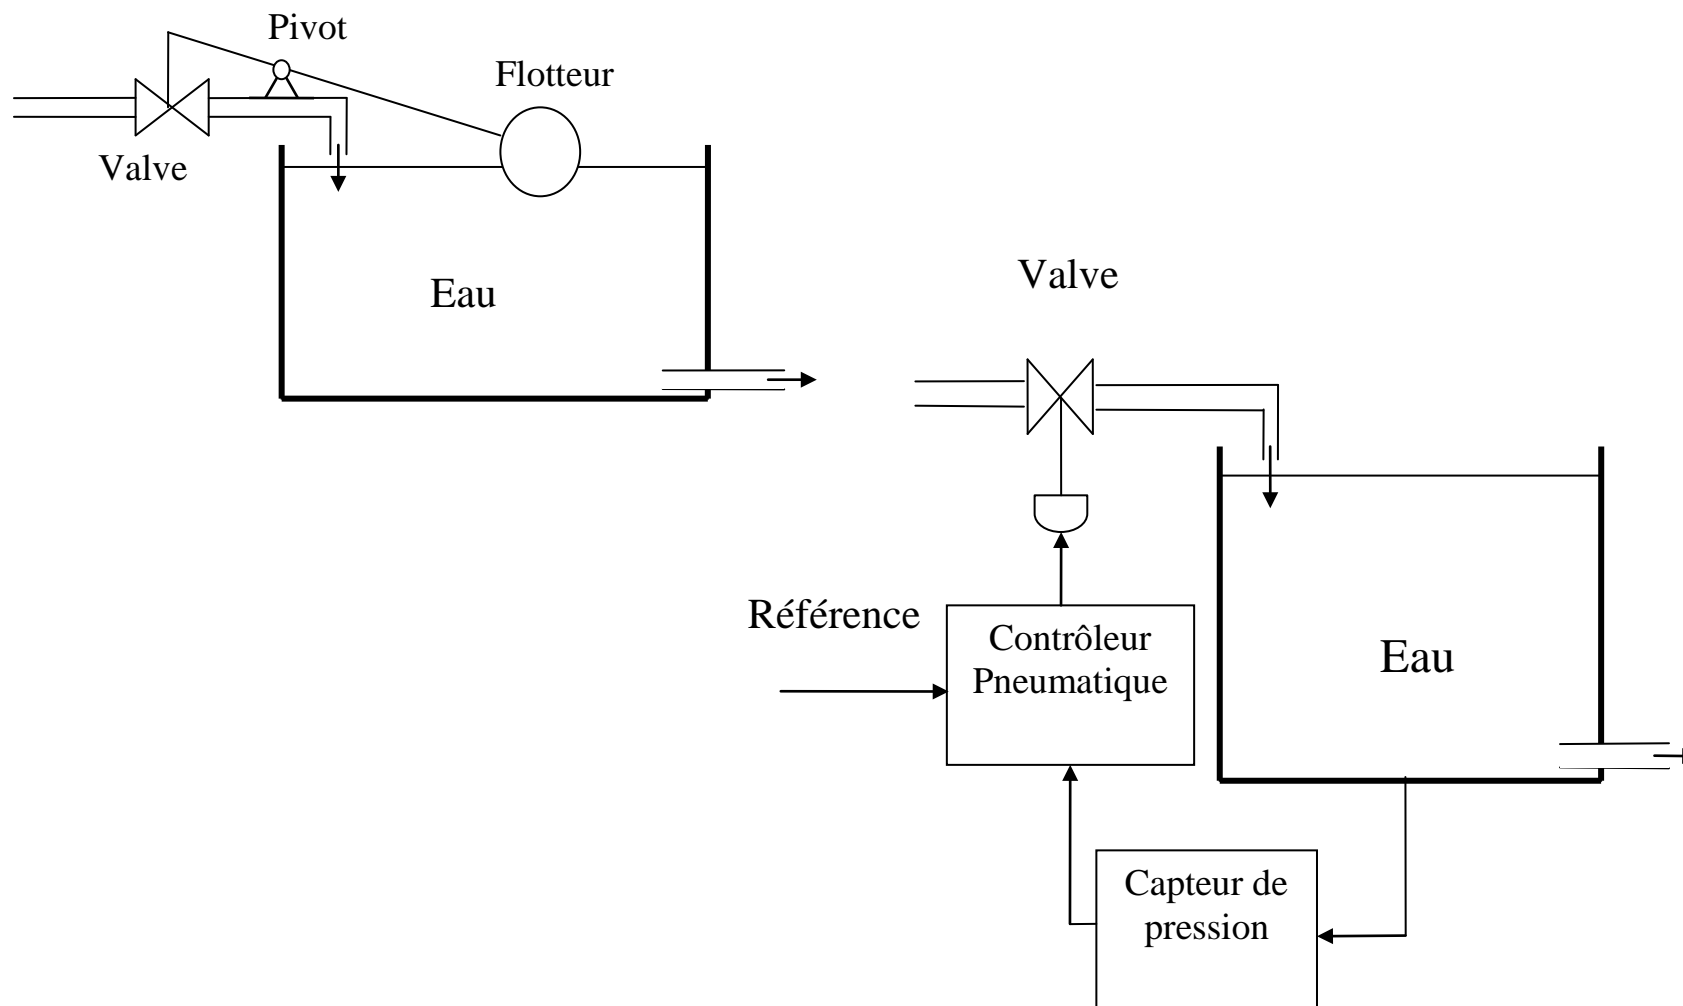 Pivot
Flotteur
Valve
Eau
Valve
Référence
Contrôleur
Pneumatique
Eau
Capteur de
pression